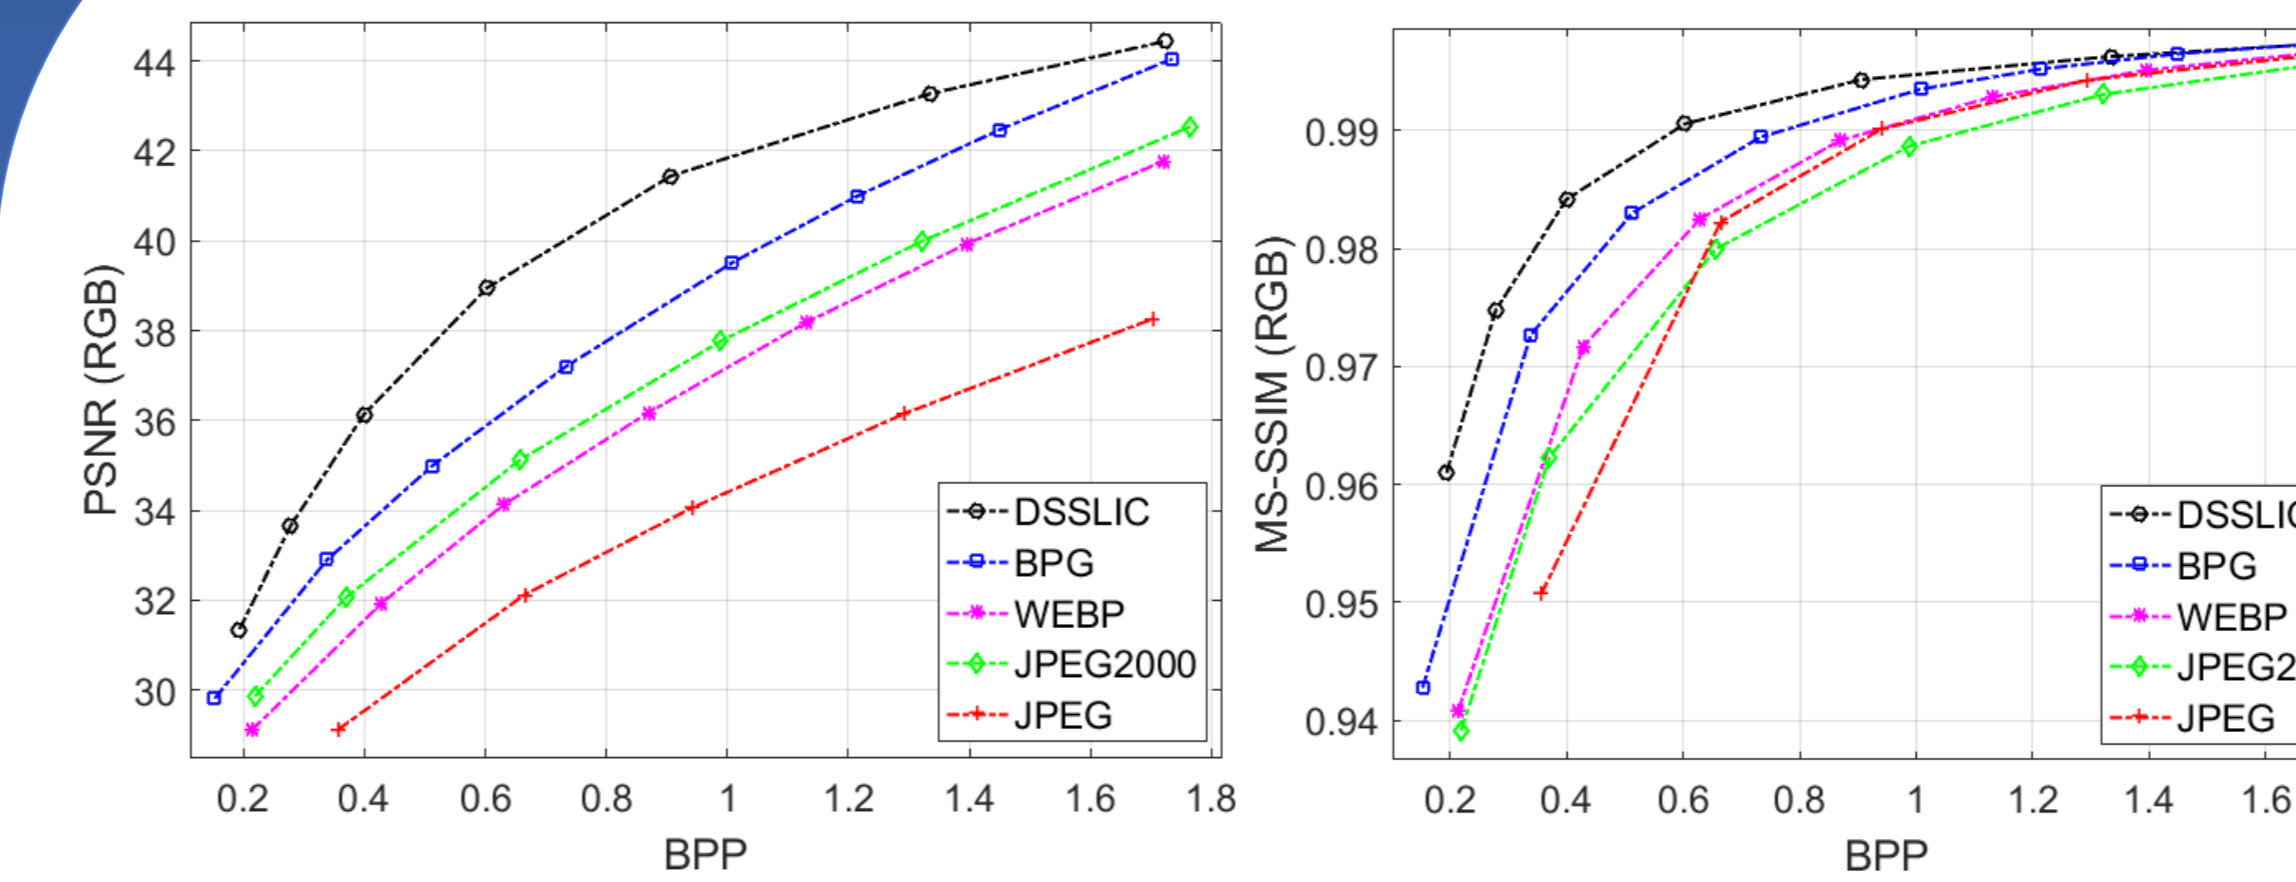 PSNR (RGB)
44
42
40
38
36
34
32
30
DSSLIC
BPG
WEBP
JPEG2000
JPEG
0.2 0.4 0.6 0.8 1 1.2 1.4 1.6 1.8
BPP
MS-SSIM (RGB)
0.99
0.98
0.97
0.96
0.95
0.94
DSSLIC
BPG
WEBP
JPEG2
JPEG
0.2 0.4 0.6 0.8 1 1.2 1.4 1.6
BPP